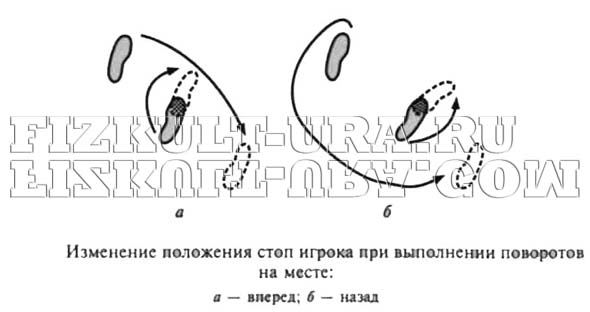 FIZKULT-URA.RU
FIZKULT-URA.COM
а
б
Изменение положения стоп игрока при выполнении поворотов
на месте:
а — вперед; б — назад